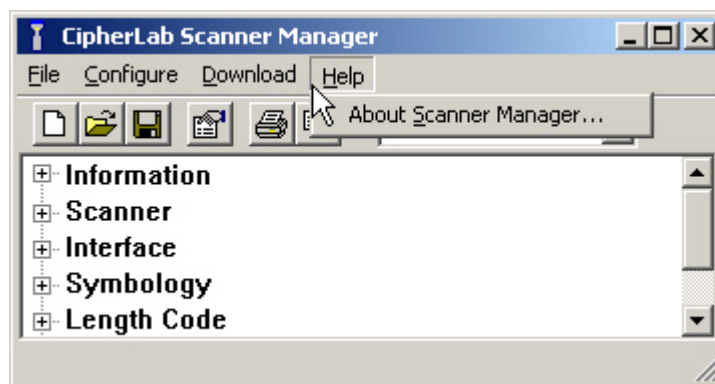 CipherLab Scanner Manager
File Configure Download Help
About Scanner Manager...
Information
Scanner
Interface
Symbology
Length Code